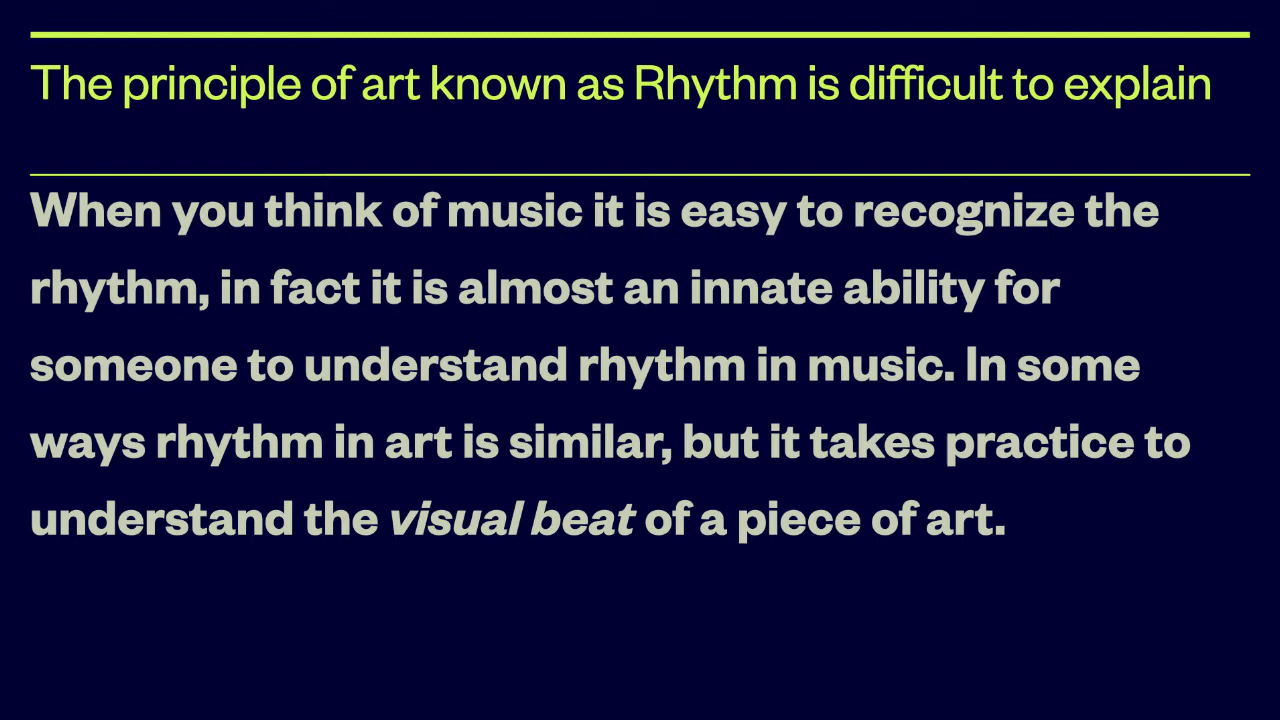 The principle of art known as Rhythm is difficult to explain
When you think of music it is easy to recognize the
rhythm, in fact it is almost an innate ability for
someone to understand rhythm in music. In some
ways rhythm in art is similar, but it takes practice to
understand the visual beat of a piece of art.